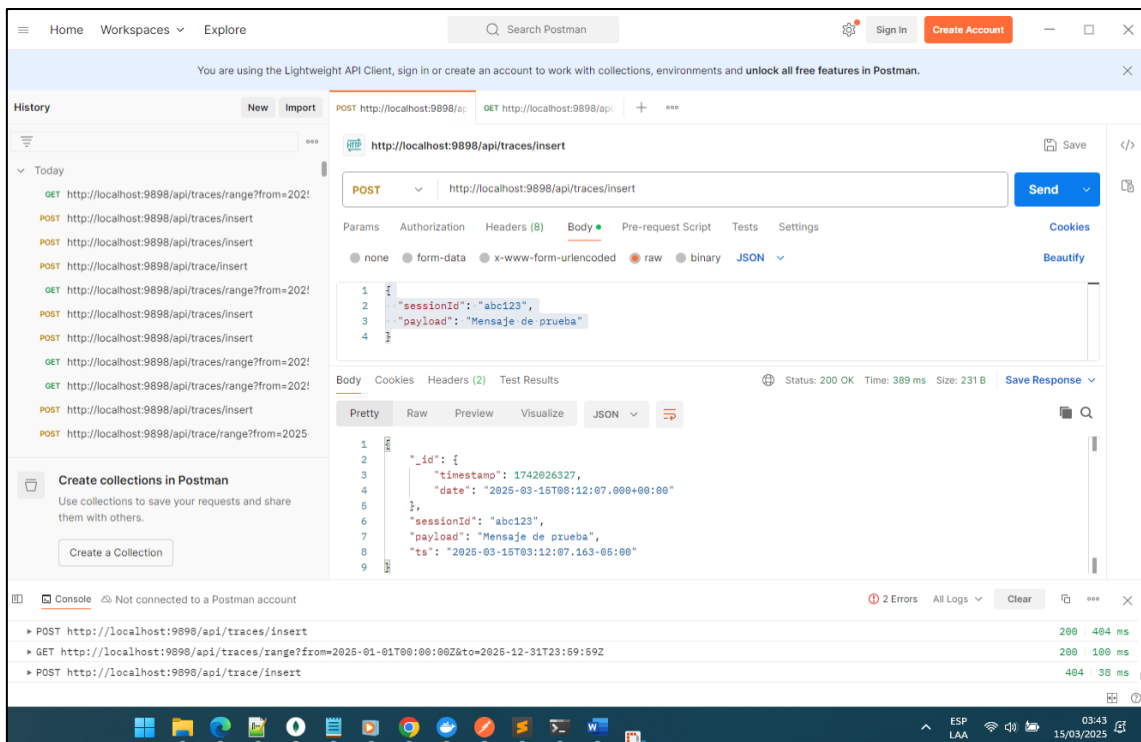 Home Workspaces Explore Search Postman Sign In Create Account
You are using the Lightweight API Client, sign in or create an account to work with collections, environments and unlock all free features in Postman.
History New Import
POST http://localhost:9898/ap GET http://localhost:9898/api/
HTTP http://localhost:9898/api/traces/insert Save
Today
GET http://localhost:9898/api/traces/range?from=202!
POST http://localhost:9898/api/traces/insert
POST http://localhost:9898/api/traces/insert
POST http://localhost:9898/api/trace/insert
GET http://localhost:9898/api/traces/range?from=202!
POST http://localhost:9898/api/traces/insert
POST http://localhost:9898/api/traces/insert
GET http://localhost:9898/api/traces/range?from=202!
GET http://localhost:9898/api/traces/range?from=202!
POST http://localhost:9898/api/traces/insert
POST http://localhost:9898/api/trace/range?from=2025-
Create collections in Postman
Use collections to save your requests and share
them with others.
Create a Collection
POST http://localhost:9898/api/traces/insert Send
Params Authorization Headers (8) Body Pre-request Script Tests Settings Cookies
none form-data x-www-form-urlencoded raw binary JSON Beautify
1 {
2 "sessionId": "abc123",
3 "payload": "Mensaje de prueba"
4 }
Body Cookies Headers (2) Test Results Status: 200 OK Time: 389 ms Size: 231 B Save Response
Pretty Raw Preview Visualize JSON
1 {
2 "_id": {
3 "timestamp": 1742026327,
4 "date": "2025-03-15T08:12:07.000+00:00"
5 },
6 "sessionId": "abc123",
7 "payload": "Mensaje de prueba",
8 "ts": "2025-03-15T03:12:07.163-05:00"
9 }
Console Not connected to a Postman account 2 Errors All Logs Clear
POST http://localhost:9898/api/traces/insert 200 404 ms
GET http://localhost:9898/api/traces/range?from=2025-01-01T00:00:00Z&to=2025-12-31T23:59:59Z 200 100 ms
POST http://localhost:9898/api/trace/insert 404 38 ms
ESP
LAA
03:43
15/03/2025